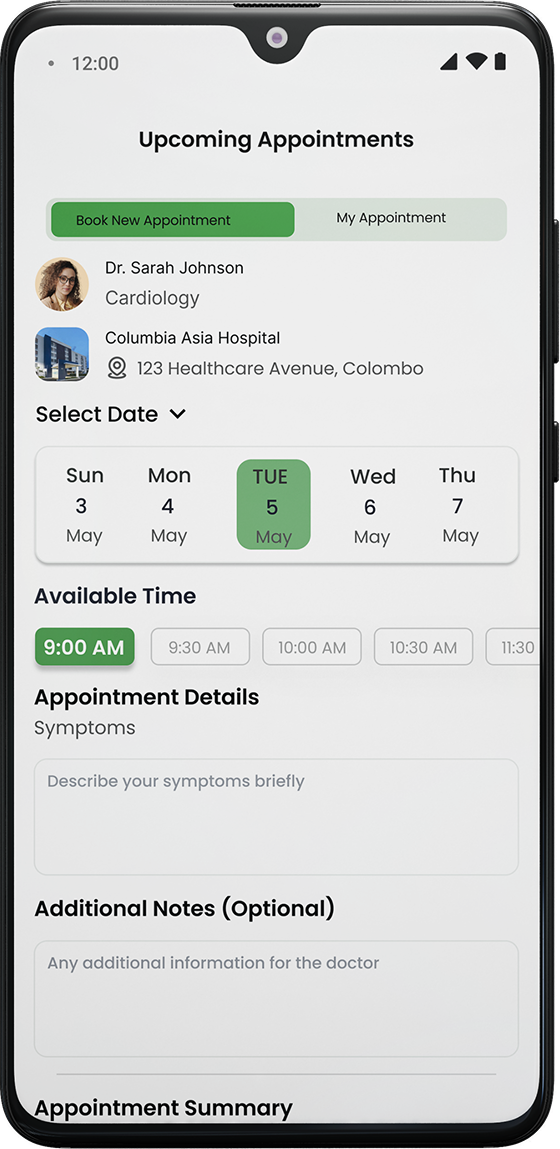 12:00
Upcoming Appointments
Book New Appointment My Appointment
Dr. Sarah Johnson
Cardiology
Columbia Asia Hospital
123 Healthcare Avenue, Colombo
Select Date
Sun Mon TUE Wed Thu
3 4 5 6 7
May May May May May
Available Time
9:00 AM 9:30 AM 10:00 AM 10:30 AM 11:30
Appointment Details
Symptoms
Describe your symptoms briefly
Additional Notes (Optional)
Any additional information for the doctor
Appointment Summary